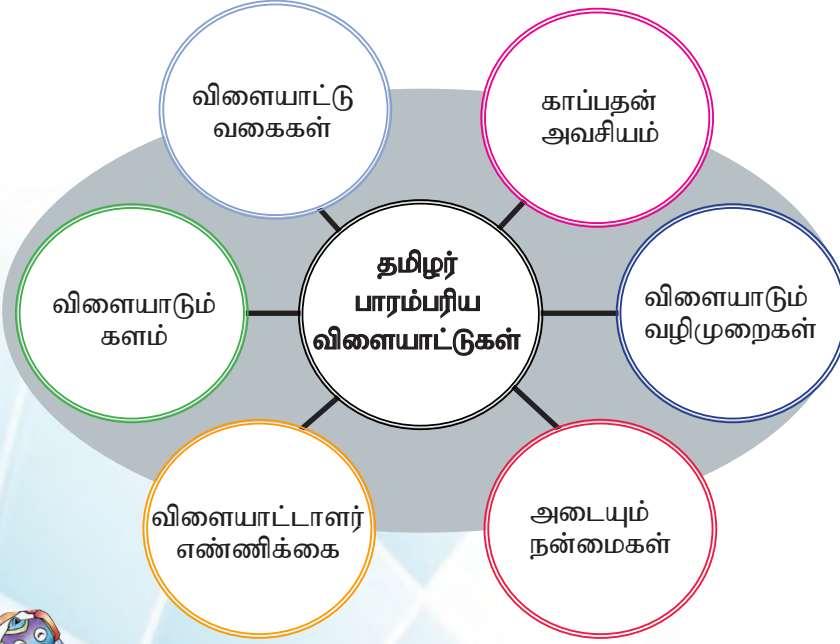 விளையாட்டு
வகைகள்
காப்பதன்
அவசியம்
விளையாடும்
களம்
தமிழர்
பாரம்பரிய
விளையாட்டுகள்
விளையாடும்
வழிமுறைகள்
விளையாட்டாளர்
எண்ணிக்கை
அடையும்
நன்மைகள்